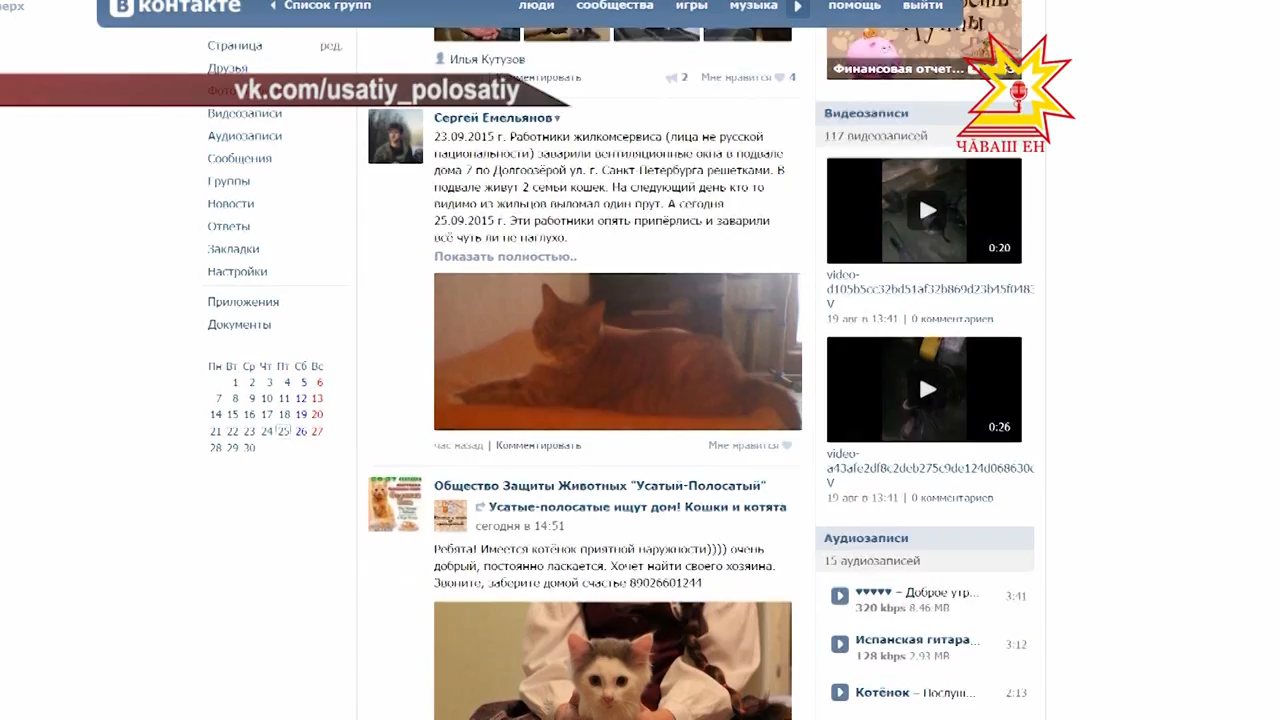 верх
В контакте
Список групп
люди сообщества игры музыка помощь выйти
Страница ред.
Друзья
Видеозаписи
Аудиозаписи
Сообщения
Группы
Новости
Ответы
Закладки
Настройки
Приложения
Документы
Пн Вт Ср Чт Пт Сб Вс
1 2 3 4 5 6
7 8 9 10 11 12 13
14 15 16 17 18 19 20
21 22 23 24 25 26 27
28 29 30
vk.com/usatiy_polosatiy
Илья Кутузов
Комментировать 2 Мне нравится 4
Сергей Емельянов
23.09.2015 г. Работники жилкомсервиса (лица не русской
национальности) заварили вентиляционные окна в подвале
дома 7 по Долгоозёрой ул. г. Санкт-Петербурга решетками. В
подвале живут 2 семьи кошек. На следующий день кто то
видимо из жильцов выломал один прут. А сегодня
25.09.2015 г. Эти работники опять припёрлись и заварили
всё чуть ли не наглухо.
Показать полностью..
час назад | Комментировать Мне нравится
Общество Защиты Животных "Усатый-Полосатый"
Усатые-полосатые ищут дом! Кошки и котята
сегодня в 14:51
Ребята! Имеется котёнок приятной наружности)))) очень
добрый, постоянно ласкается. Хочет найти своего хозяина.
Звоните, заберите домой счастье 89026601244
Финансовая отчет...
ЧӐВАШ ЕН
Видеозаписи
117 видеозаписей
0:20
video-
d105b5cc32bd51af32b869d23b45f0483
V
19 авг в 13:41 | 0 комментариев
0:26
video-
a43afe2df8c2deb275c9de124d068630c
V
19 авг в 13:41 | 0 комментариев
Аудиозаписи
15 аудиозаписей
♥♥♥♥♥ – Доброе утр... 3:41
320 kbps 8.46 MB
Испанская гитара... 3:12
128 kbps 2.93 MB
Котёнок – Послуш... 2:13